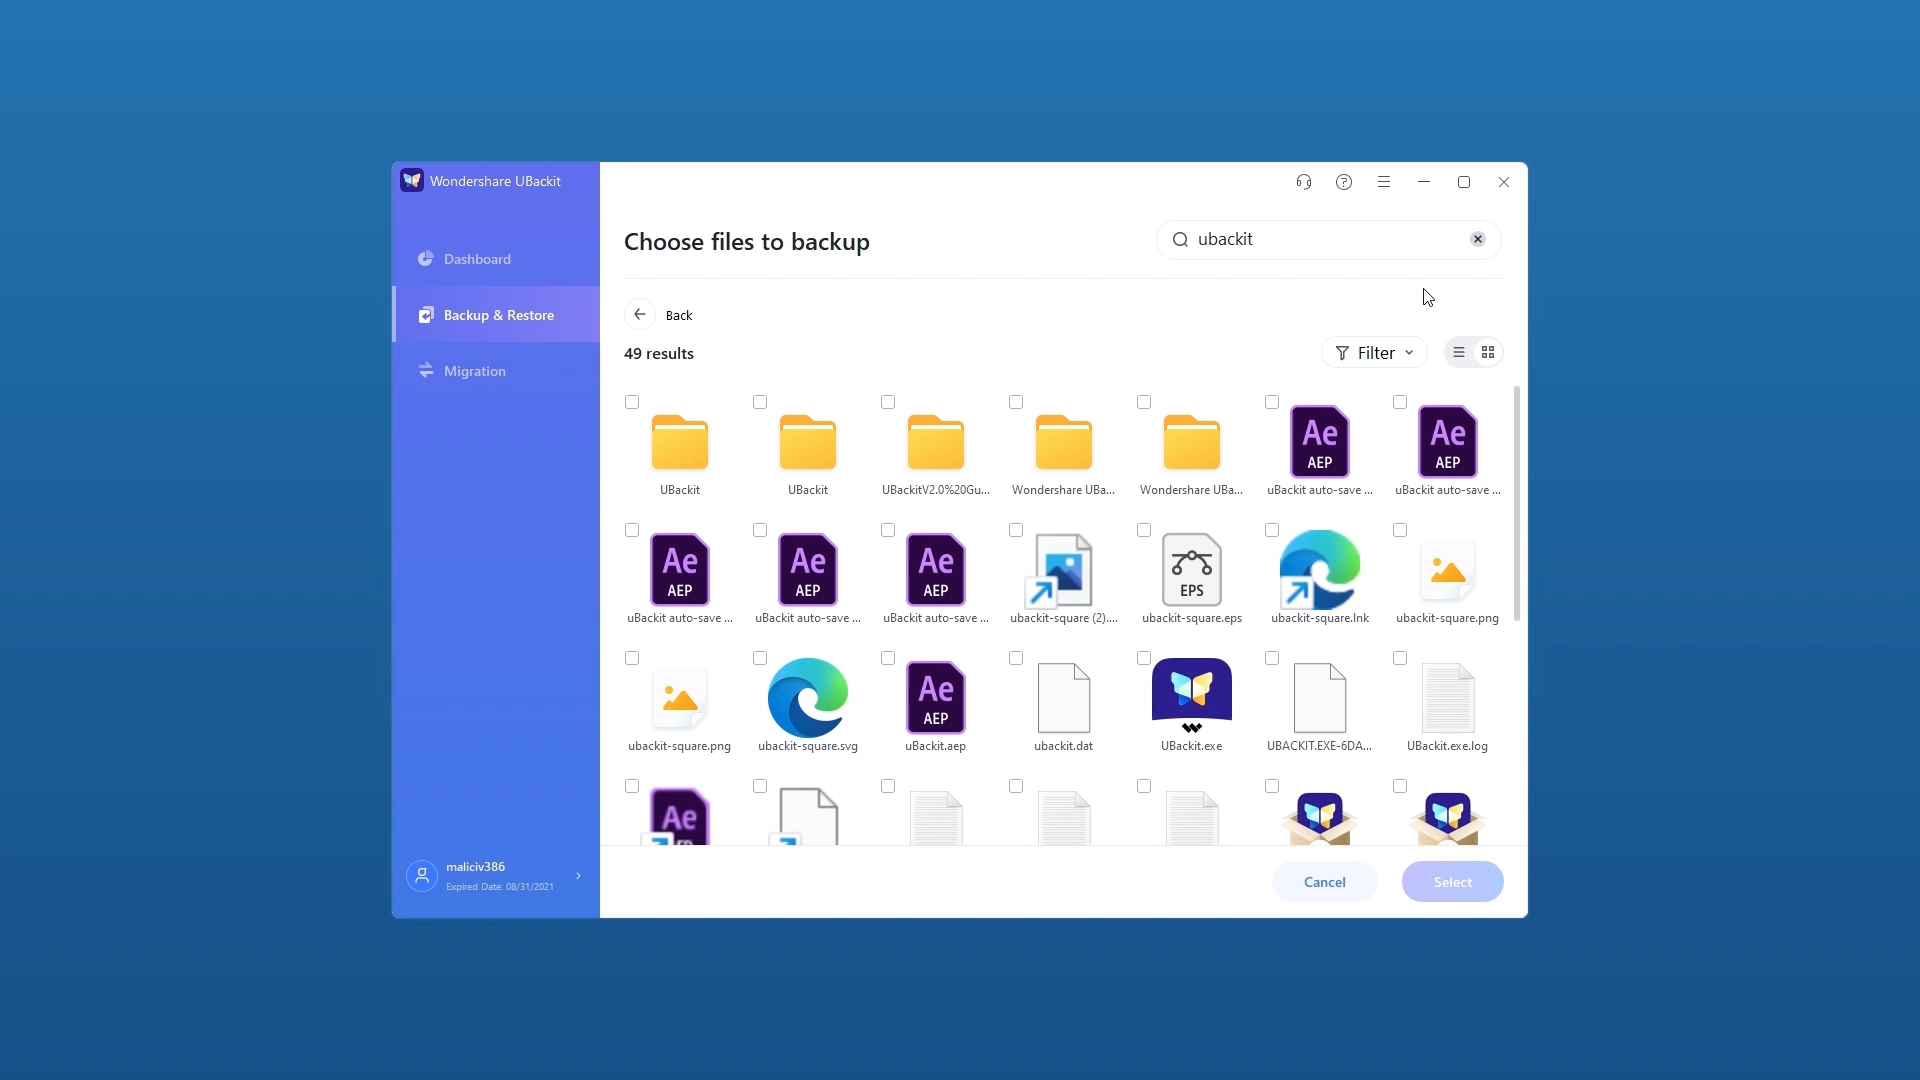 Wondershare UBackit
Choose files to backup
ubackit
Dashboard
Backup & Restore
Migration
Back
49 results
Filter
UBackit
UBackit
UBackitV2.0%20Gu...
Wondershare UBa...
Wondershare UBa...
Ae
AEP
uBackit auto-save ...
Ae
AEP
uBackit auto-save ...
Ae
AEP
uBackit auto-save ...
Ae
AEP
uBackit auto-save ...
Ae
AEP
uBackit auto-save ...
ubackit-square (2)....
EPS
ubackit-square.eps
ubackit-square.lnk
ubackit-square.png
ubackit-square.png
ubackit-square.svg
Ae
AEP
uBackit.aep
ubackit.dat
UBackit.exe
UBACKIT.EXE-6DA...
UBackit.exe.log
Ae
maliciv386
Expired Date: 08/31/2021
Cancel
Select